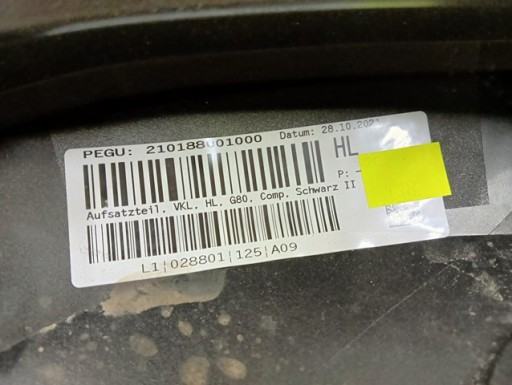 PEGU: 210188001000 Datum: 28.10.202
HL
P:
Aufsatzteil. VKL. HL. G80. Comp. Schwarz II
L1|028801|125|A09